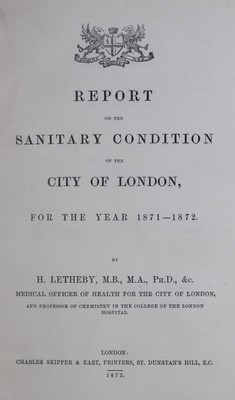 REPORT
ON THE
SANITARY CONDITION
OF THE
CITY OF LONDON,
FOR THE YEAR 1871—1872.
BY
H. LETHEBY, M.B., M.A., PH.D., &c.
MEDICAL OFFICER OF HEALTH FOR THE CITY OF LONDON,
AND PROFESSOR OF CHEMISTRY IN THE COLLEGE OF THE LONDON
HOSPITAL.
LONDON:
CHARLES SKIPPER & EAST, PRINTERS, ST. DUNSTAN'S HILL, E.C.
1872.